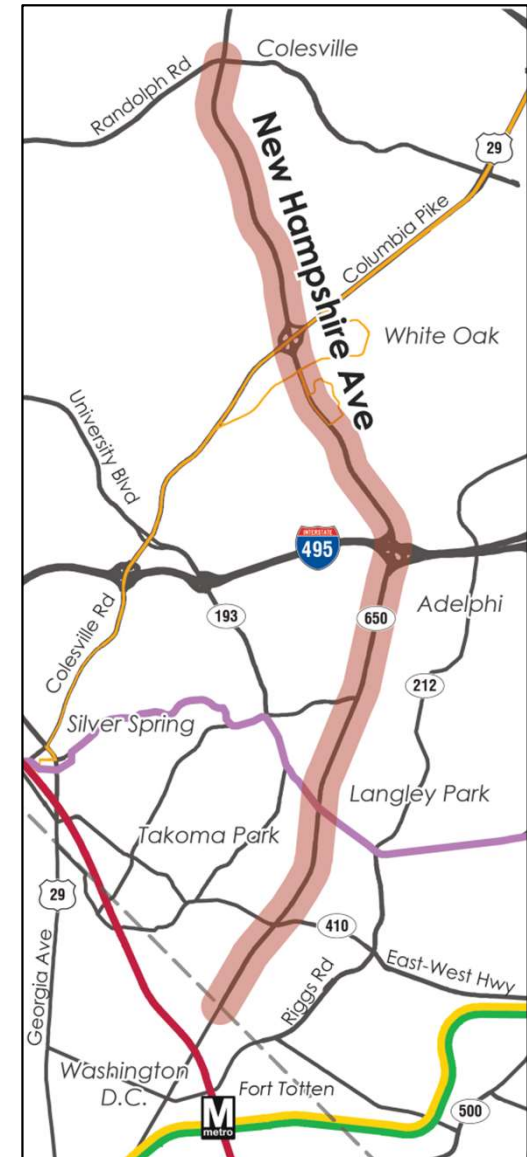 Colesville
Randolph Rd
29
New Hampshire Ave
Columbia Pike
White Oak
University Blvd
INTERSTATE
495
Colesville Rd
193
650
Adelphi
212
Silver Spring
Langley Park
Takoma Park
29
410
Georgia Ave
Riggs Rd
East-West Hwy
Washington
D.C.
Fort Totten
M
metro
500